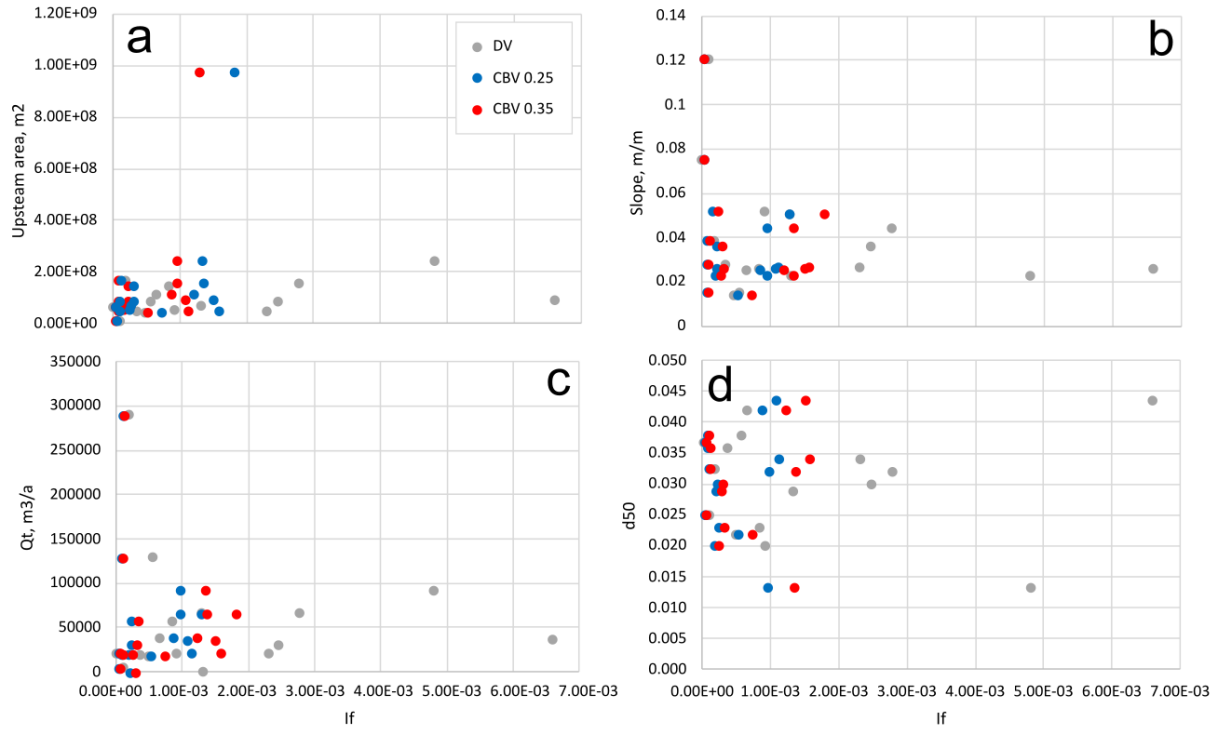 a
1.20E+09
1.00E+09
8.00E+08
6.00E+08
4.00E+08
2.00E+08
0.00E+00
Upsteam area, m2
DV
CBV 0.25
CBV 0.35
b
0.14
0.12
0.1
0.08
0.06
0.04
0.02
0
Slope, m/m
c
350000
300000
250000
200000
150000
100000
50000
0
Qt, m3/a
0.000E+00 1.00E-03 2.00E-03 3.00E-03 4.00E-03 5.00E-03 6.00E-03 7.00E-03
If
d
0.050
0.045
0.040
0.035
0.030
0.025
0.020
0.015
0.010
0.005
0.000
d50
0.000E+00 1.00E-03 2.00E-03 3.00E-03 4.00E-03 5.00E-03 6.00E-03 7.00E-03
If